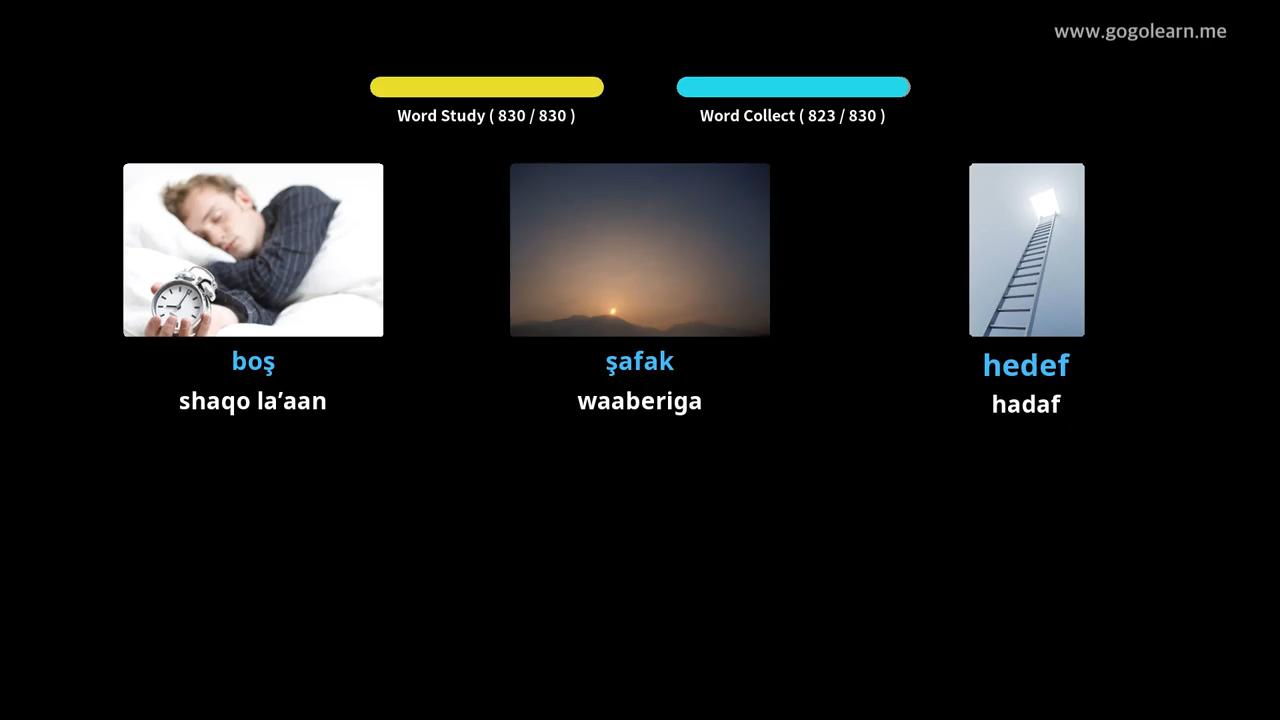 www.gogolearn.me
Word Study ( 830 / 830 )
Word Collect ( 823 / 830 )
boş
şafak
hedef
shaqo la’aan
waaberiga
hadaf